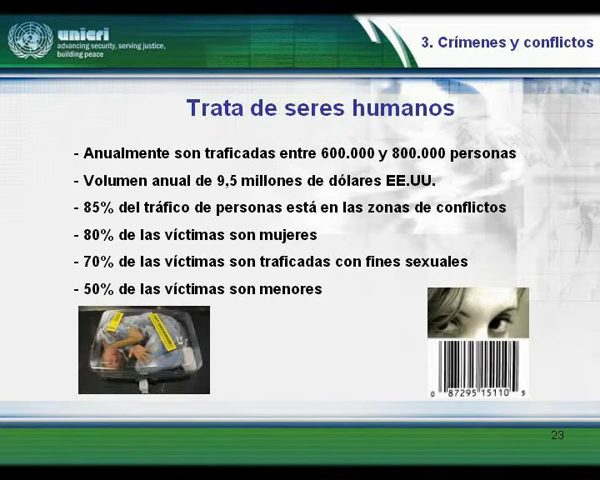 unicri
advancing security, serving justice,
building peace
3. Crímenes y conflictos
Trata de seres humanos
- Anualmente son traficadas entre 600.000 y 800.000 personas
- Volumen anual de 9,5 millones de dólares EE.UU.
- 85% del tráfico de personas está en las zonas de conflictos
- 80% de las víctimas son mujeres
- 70% de las víctimas son traficadas con fines sexuales
- 50% de las víctimas son menores
0 87295 15110 5
23